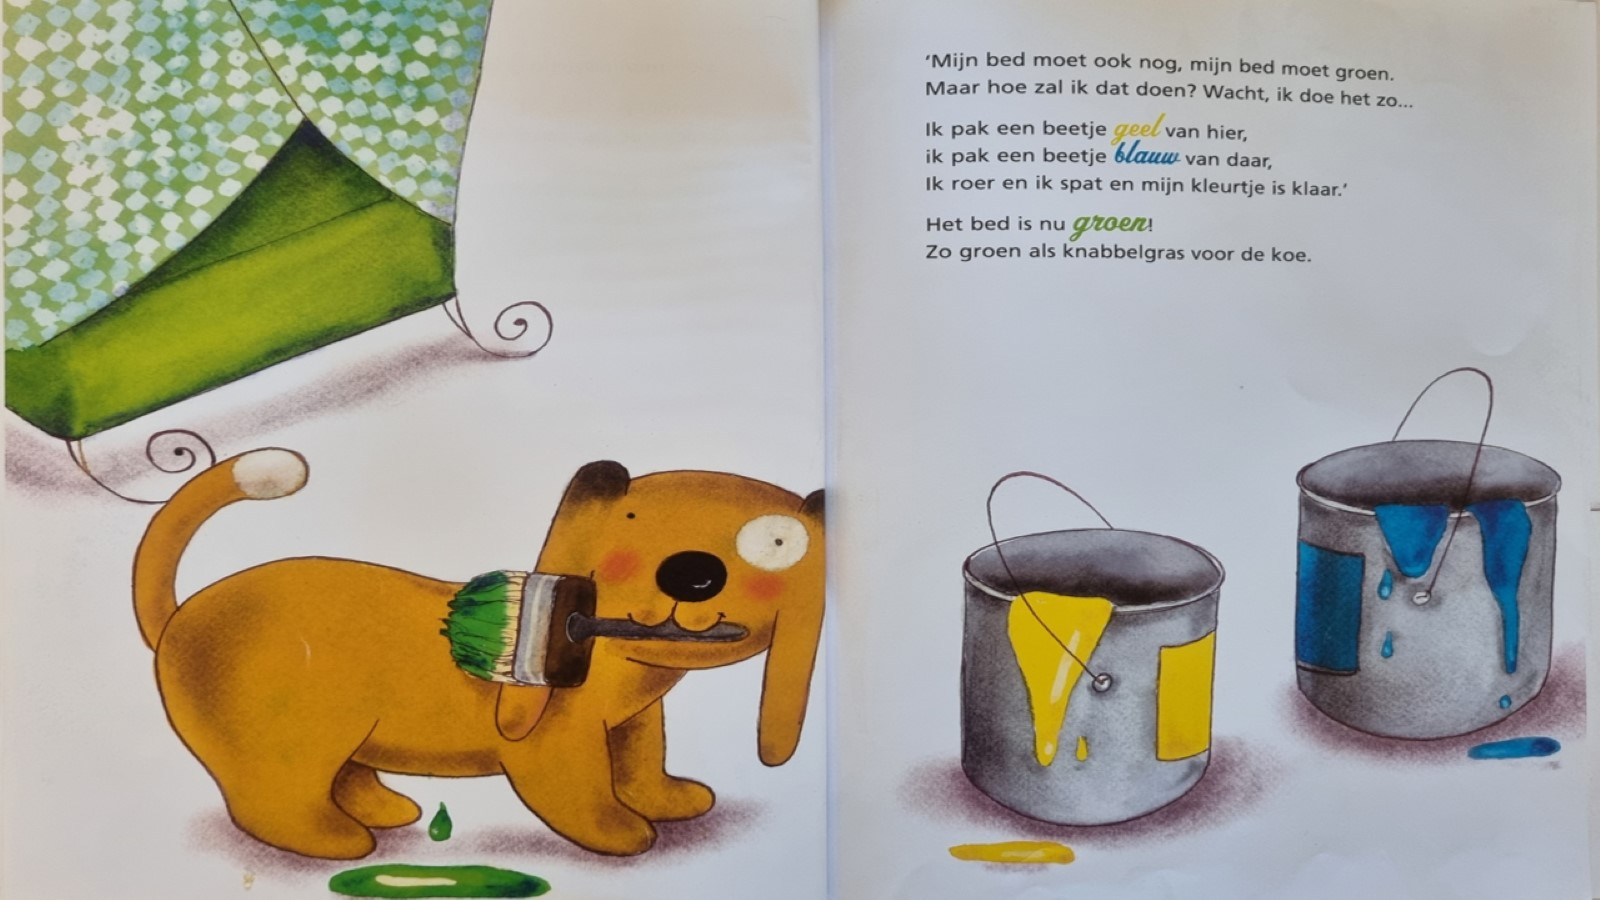 ‘Mijn bed moet ook nog, mijn bed moet groen.
Maar hoe zal ik dat doen? Wacht, ik doe het zo...
Ik pak een beetje geel van hier,
ik pak een beetje blauw van daar,
Ik roer en ik spat en mijn kleurtje is klaar.’
Het bed is nu groen!
Zo groen als knabbelgras voor de koe.